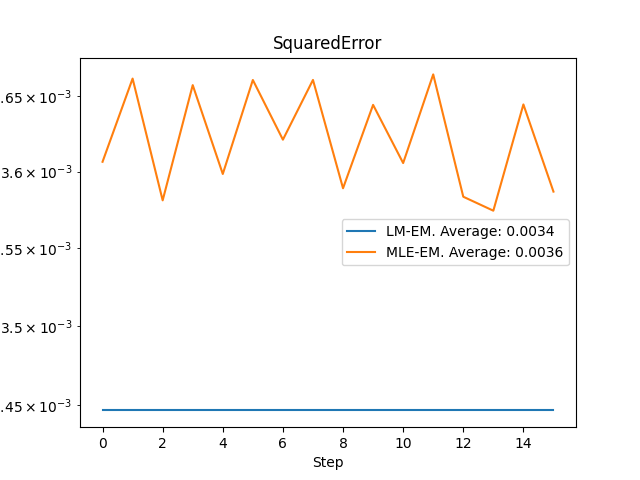 SquaredError
.65 × 10⁻³
3.6 × 10⁻³
.55 × 10⁻³
3.5 × 10⁻³
.45 × 10⁻³
LM-EM. Average: 0.0034
MLE-EM. Average: 0.0036
0 2 4 6 8 10 12 14
Step